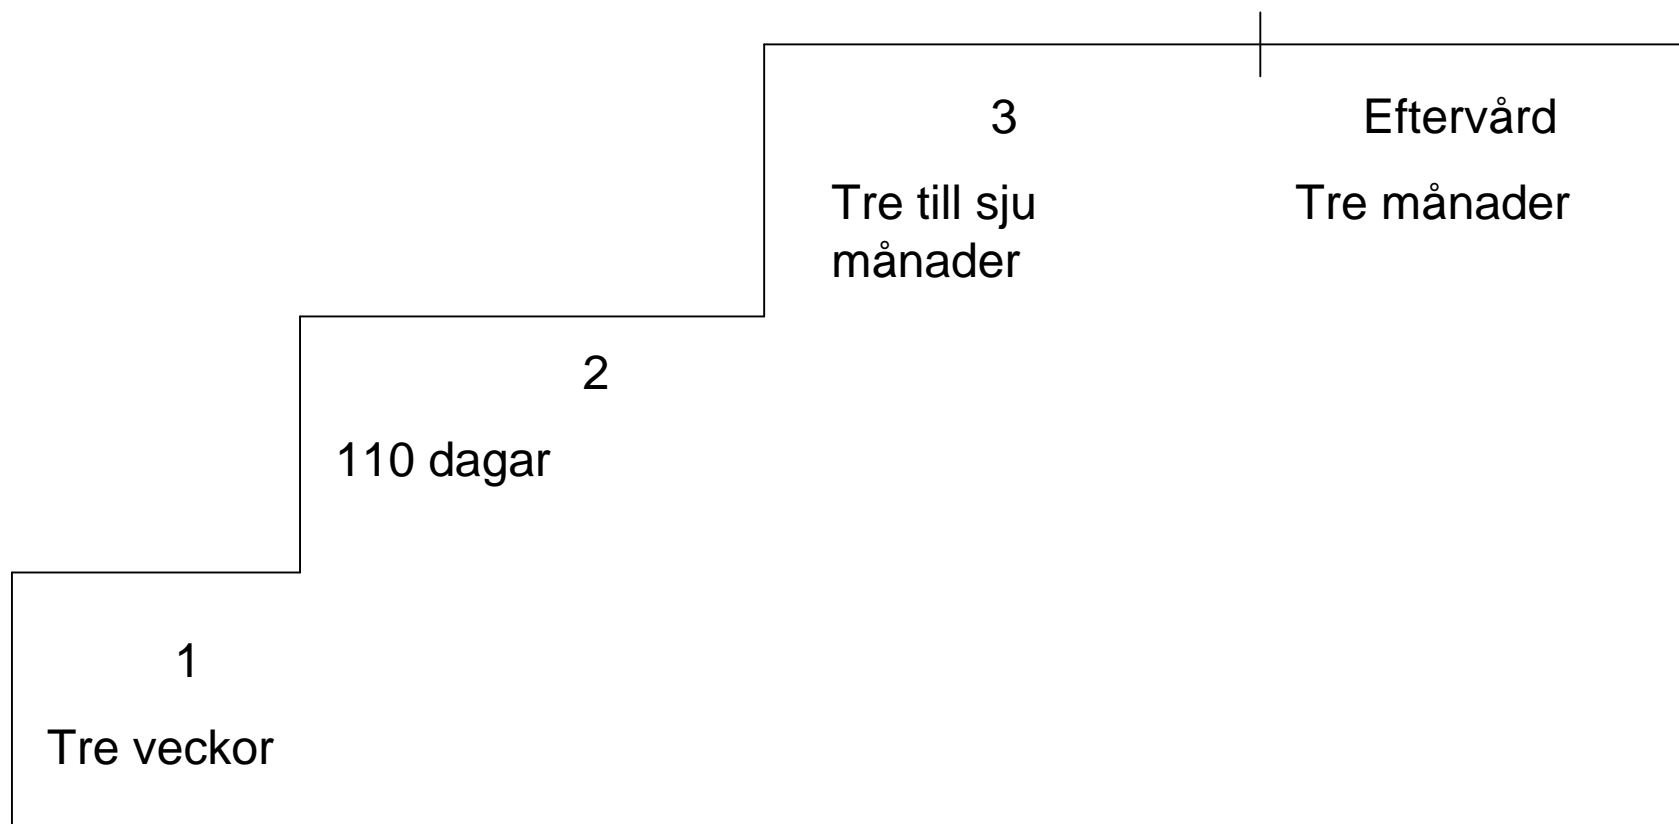 3
Eftervård
Tre till sju
månader
Tre månader
2
110 dagar
1
Tre veckor